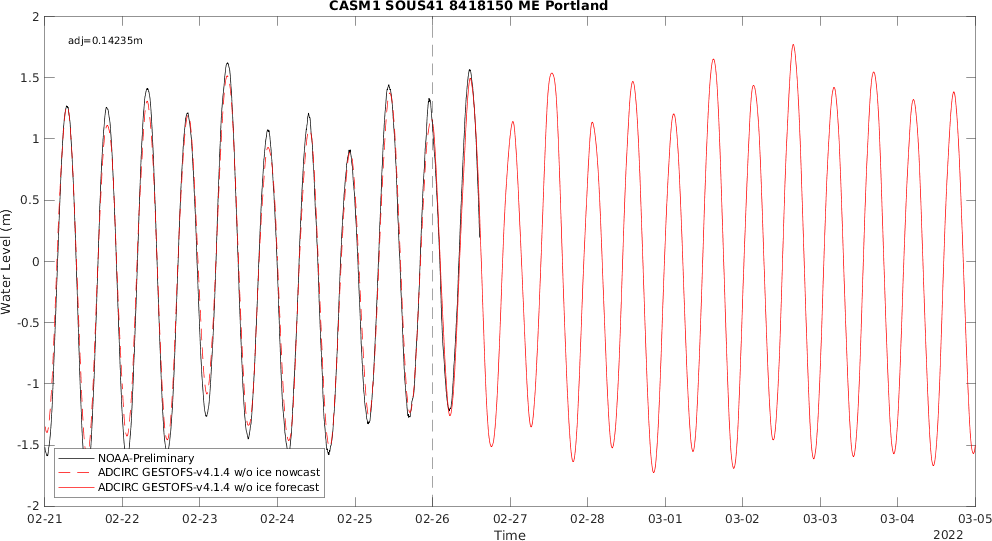 CASM1 SOUS41 8418150 ME Portland
adj=0.14235m
2
1.5
1
0.5
0
-0.5
-1
-1.5
-2
Water Level (m)
NOAA-Preliminary
ADCIRC GESTOFS-v4.1.4 w/o ice nowcast
ADCIRC GESTOFS-v4.1.4 w/o ice forecast
02-21 02-22 02-23 02-24 02-25 02-26 02-27 02-28 03-01 03-02 03-03 03-04 03-05
Time
2022